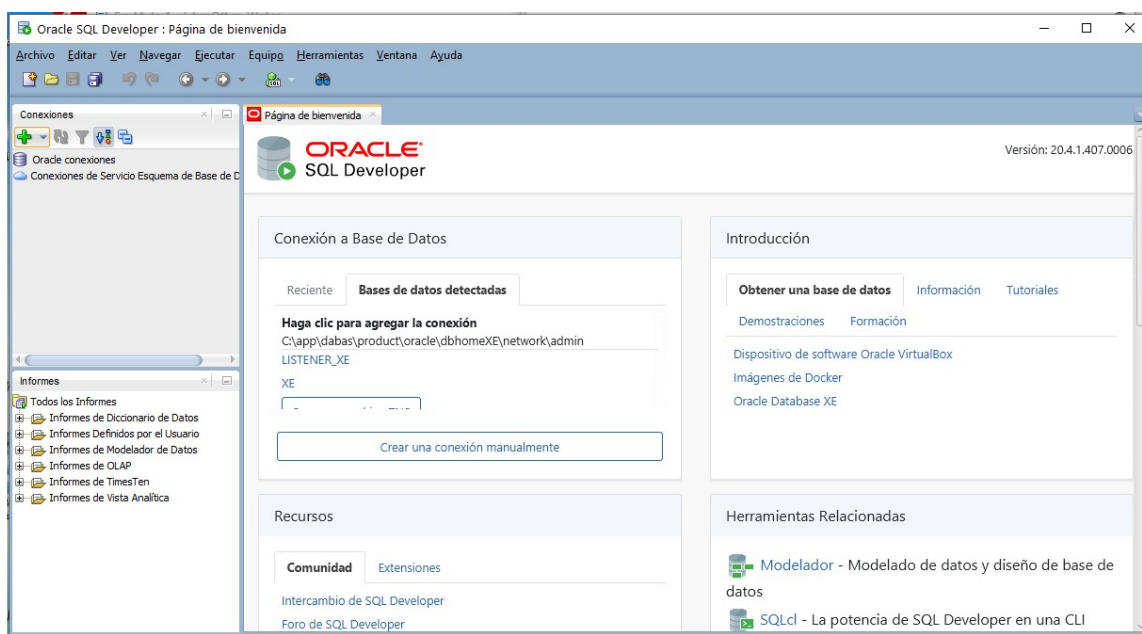 Oracle SQL Developer : Página de bienvenida
Archivo Editar Ver Navegar Ejecutar Equipo Herramientas Ventana Ayuda
SQL
Conexiones
Oracle conexiones
Conexiones de Servicio Esquema de Base de D
Informes
Todos los Informes
Informes de Diccionario de Datos
Informes Definidos por el Usuario
Informes de Modelador de Datos
Informes de OLAP
Informes de TimesTen
Informes de Vista Analítica
Página de bienvenida
ORACLE
SQL Developer
Versión: 20.4.1.407.0006
Conexión a Base de Datos
Reciente Bases de datos detectadas
Haga clic para agregar la conexión
C:\app\dabas\product\oracle\dbhomeXE\network\admin
LISTENER_XE
XE
Crear una conexión manualmente
Introducción
Obtener una base de datos Información Tutoriales
Demostraciones Formación
Dispositivo de software Oracle VirtualBox
Imágenes de Docker
Oracle Database XE
Recursos
Comunidad Extensiones
Intercambio de SQL Developer
Foro de SQL Developer
Herramientas Relacionadas
Modelador - Modelado de datos y diseño de base de
datos
SQLcl - La potencia de SQL Developer en una CLI